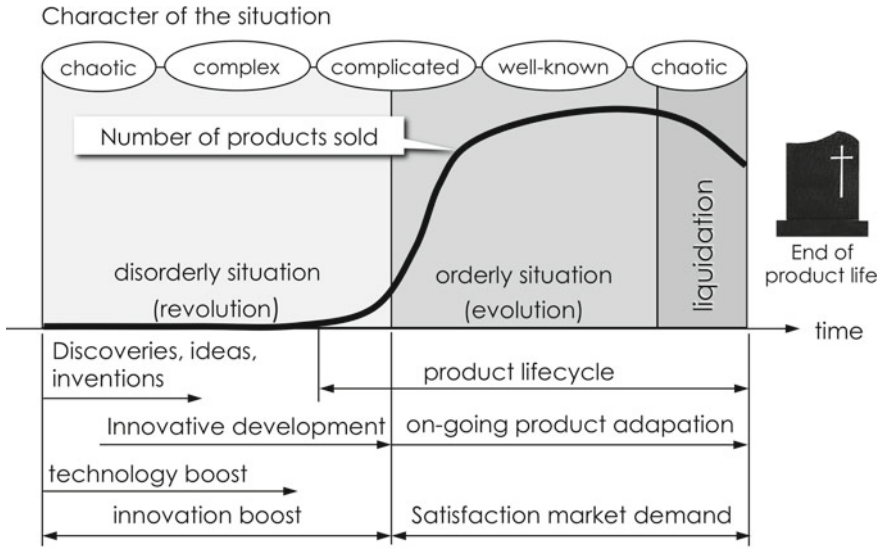 Character of the situation
chaotic
complex
complicated
well-known
chaotic
Number of products sold
disorderly situation
(revolution)
orderly situation
(evolution)
liquidation
End of
product life
time
Discoveries, ideas,
inventions
product lifecycle
Innovative development
on-going product adapation
technology boost
innovation boost
Satisfaction market demand